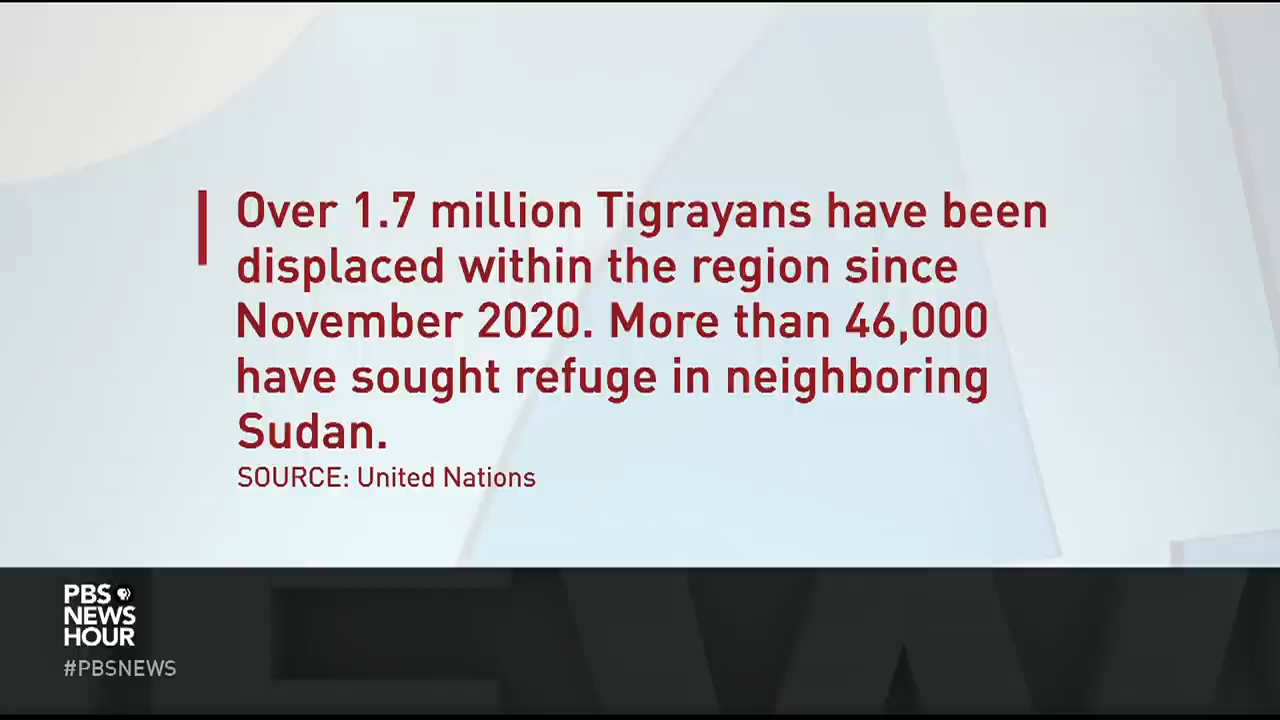 Over 1.7 million Tigrayans have been
displaced within the region since
November 2020. More than 46,000
have sought refuge in neighboring
Sudan.
SOURCE: United Nations
PBS
NEWS
HOUR
#PBSNEWS